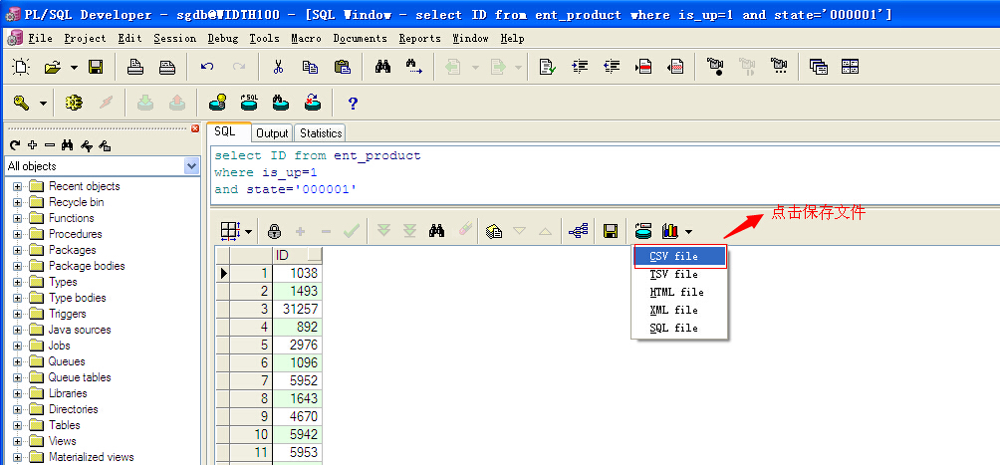 PL/SQL Developer - sgdb@WIDTH100 - [SQL Window - select ID from ent_product where is_up=1 and state='000001']
File Project Edit Session Debug Tools Macro Documents Reports Window Help
SQL
?
SQL Output Statistics
All objects
Recent objects
Recycle bin
Functions
Procedures
Packages
Package bodies
Types
Type bodies
Triggers
Java sources
Jobs
Queues
Queue tables
Libraries
Directories
Tables
Views
Materialized views
select ID from ent_product
where is_up=1
and state='000001'
点击保存文件
CSV file
TSV file
HTML file
XML file
SQL file
ID
1 1038
2 1493
3 31257
4 892
5 2976
6 1096
7 5952
8 1643
9 4670
10 5942
11 5953